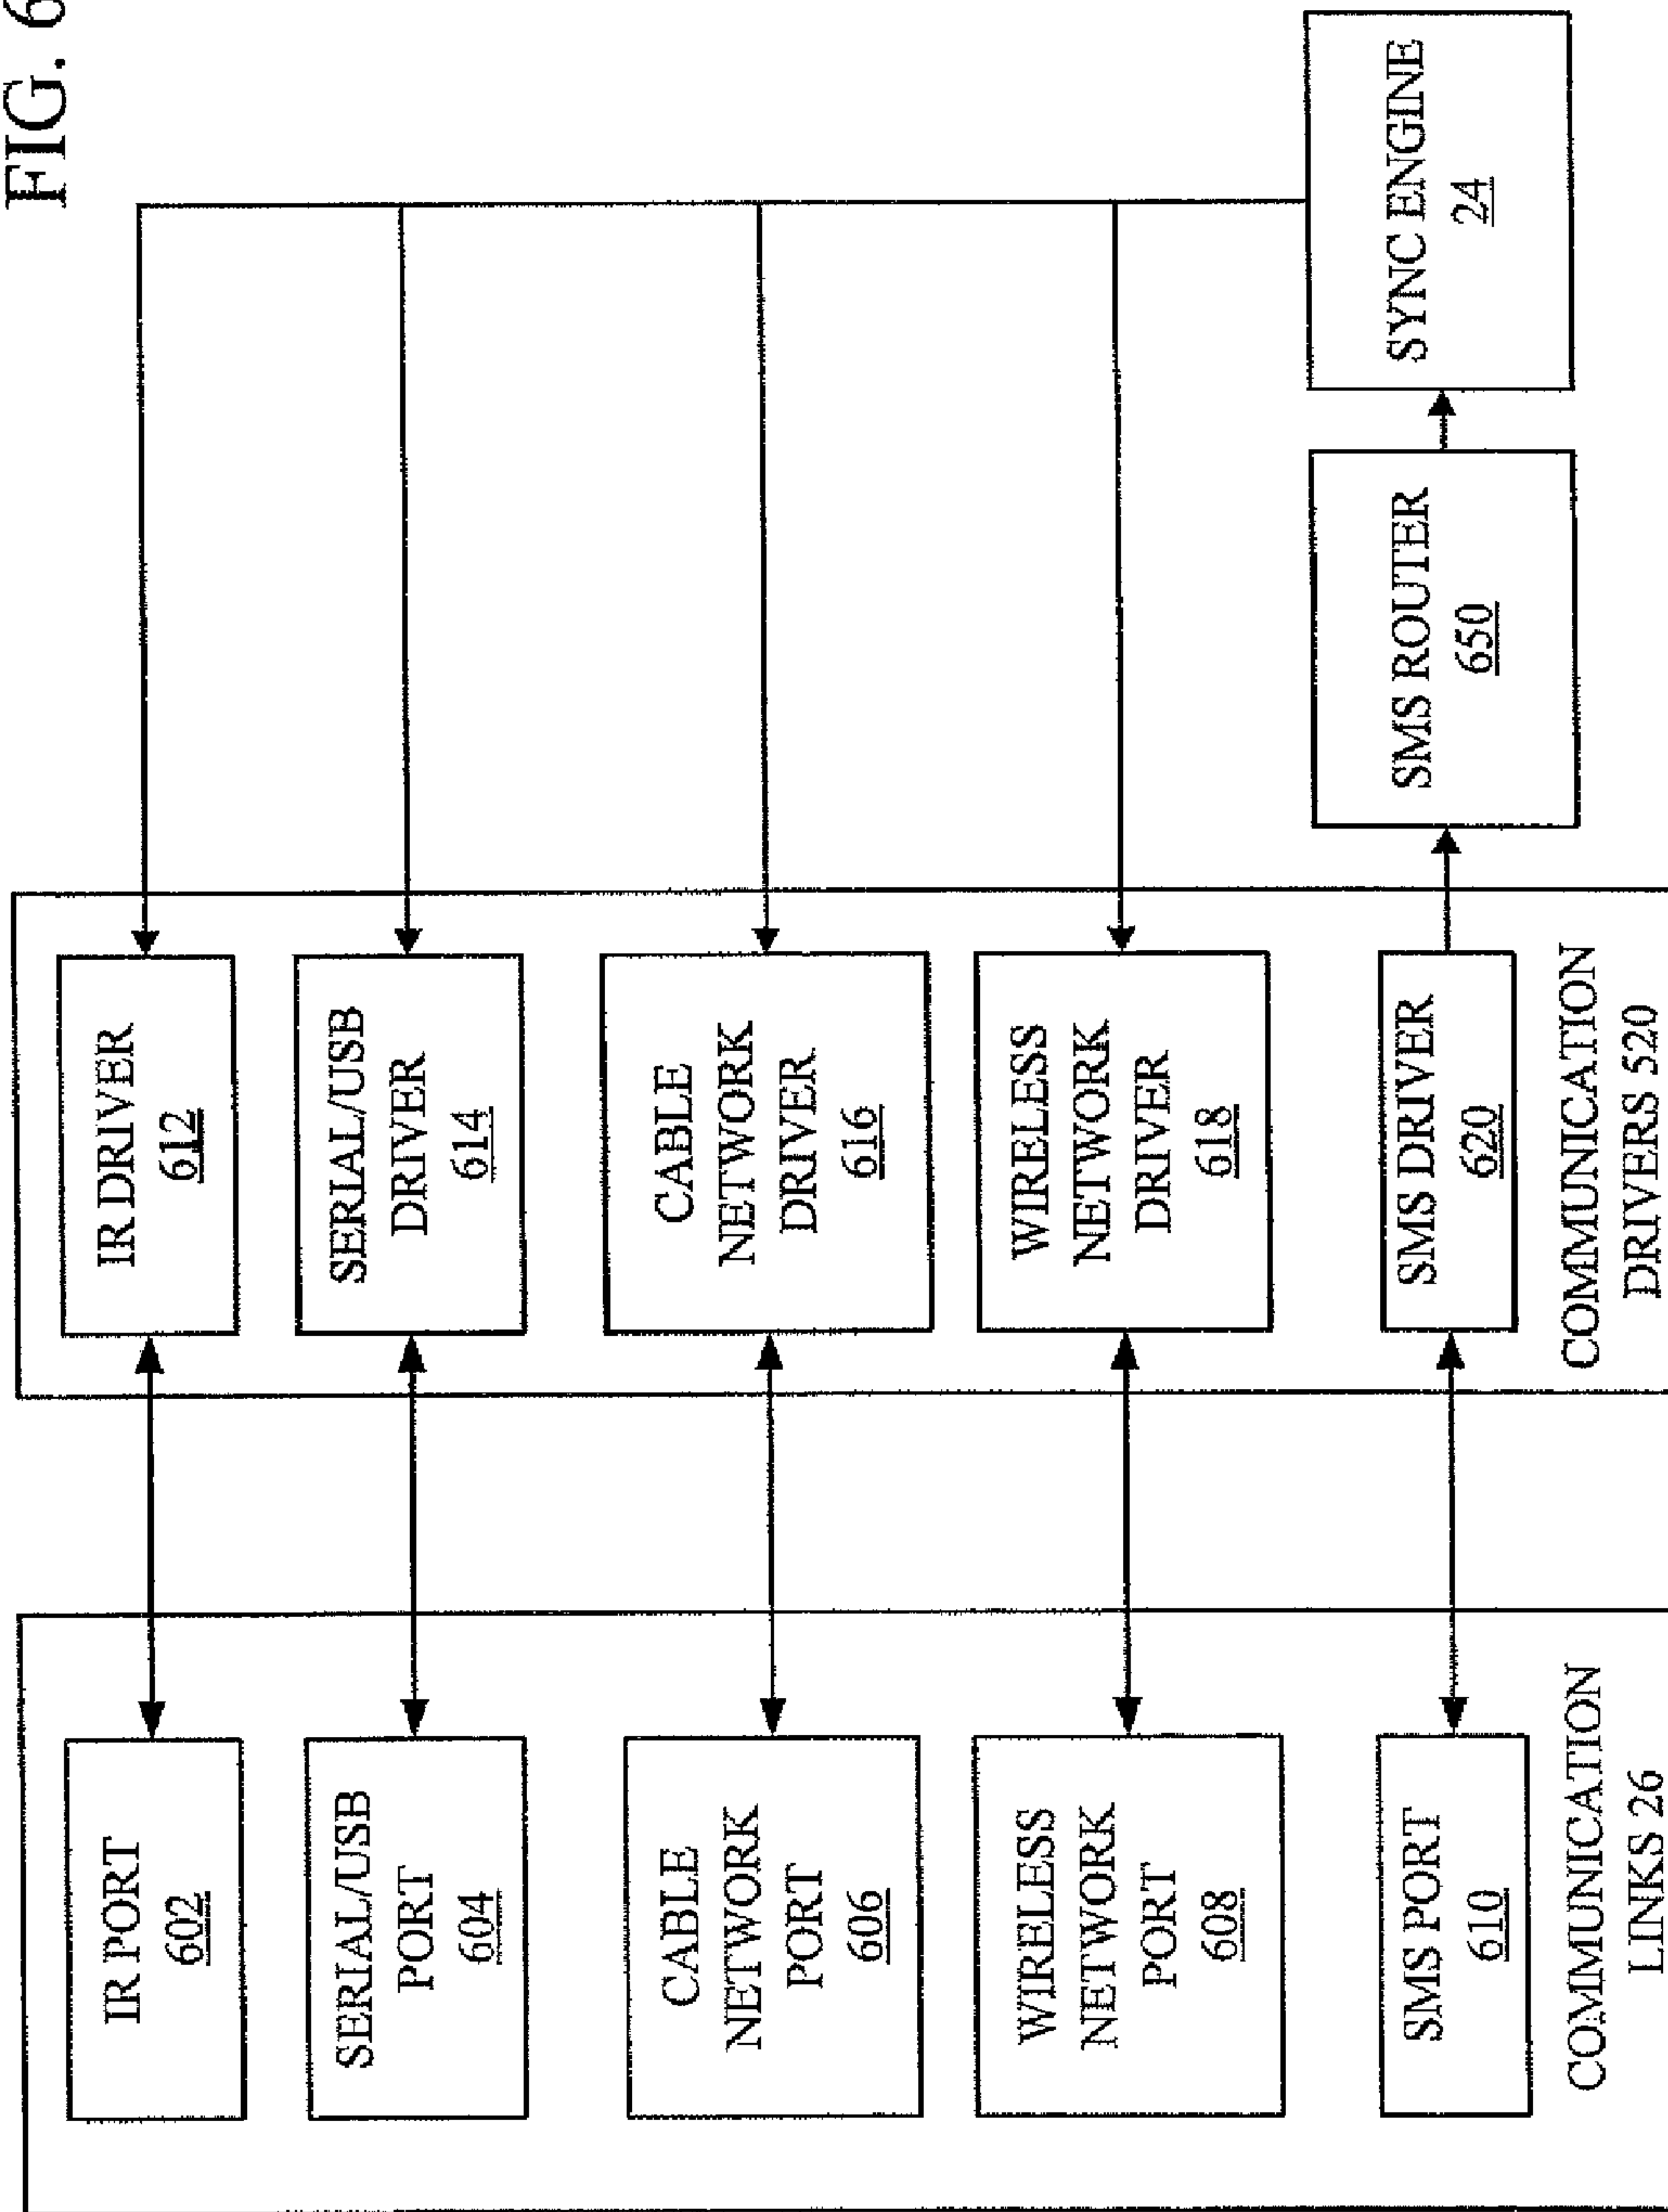 FIG. 6
IR PORT
602
SERIAL/USB
PORT
604
CABLE
NETWORK
PORT
606
WIRELESS
NETWORK
PORT
608
SMS PORT
610
COMMUNICATION
LINKS 26
IR DRIVER
612
SERIAL/USB
DRIVER
614
CABLE
NETWORK
DRIVER
616
WIRELESS
NETWORK
DRIVER
618
SMS DRIVER
620
COMMUNICATION
DRIVERS 520
SMS ROUTER
650
SYNC ENGINE
24